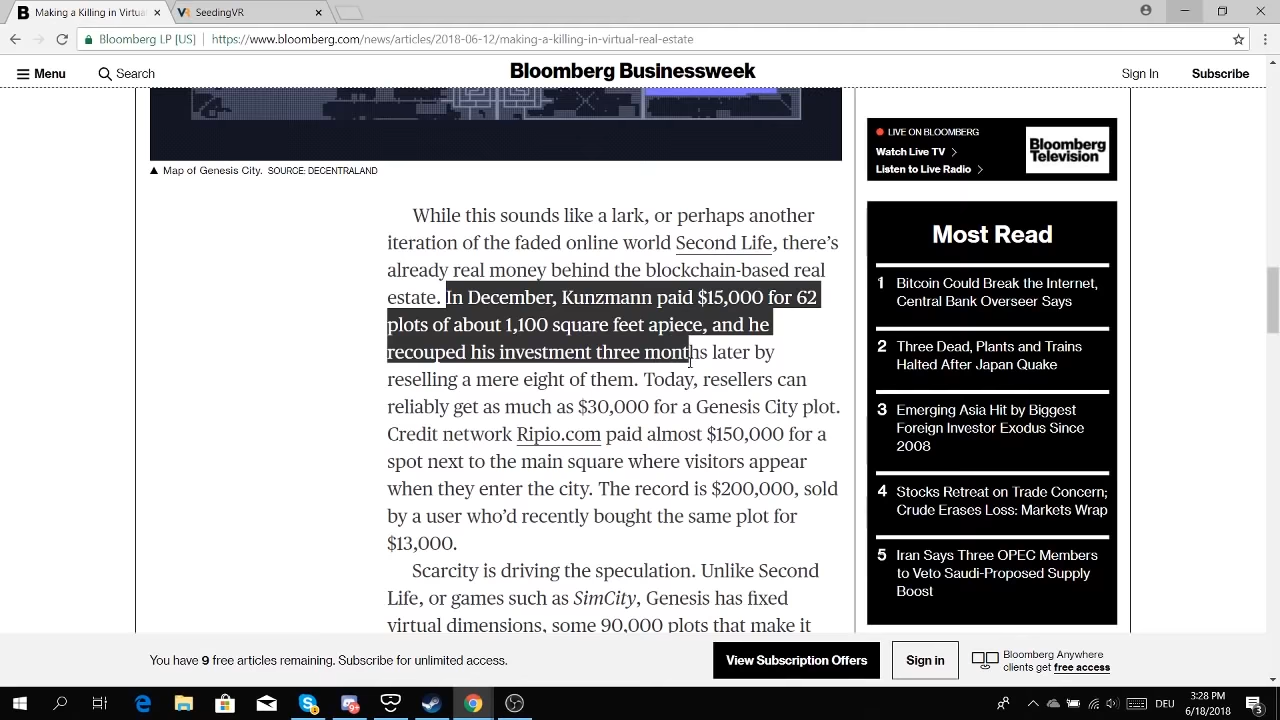 Making a Killing in Virtua
SeedingVR
Bloomberg LP [US]
https://www.bloomberg.com/news/articles/2018-06-12/making-a-killing-in-virtual-real-estate
Menu
Search
Bloomberg Businessweek
Sign In
Subscribe
▲ Map of Genesis City. SOURCE: DECENTRALAND
While this sounds like a lark, or perhaps another
iteration of the faded online world Second Life, there's
already real money behind the blockchain-based real
estate. In December, Kunzmann paid $15,000 for 62
plots of about 1,100 square feet apiece, and he
recouped his investment three months later by
reselling a mere eight of them. Today, resellers can
reliably get as much as $30,000 for a Genesis City plot.
Credit network Ripio.com paid almost $150,000 for a
spot next to the main square where visitors appear
when they enter the city. The record is $200,000, sold
by a user who'd recently bought the same plot for
$13,000.
Scarcity is driving the speculation. Unlike Second
Life, or games such as SimCity, Genesis has fixed
virtual dimensions, some 90,000 plots that make it
LIVE ON BLOOMBERG
Watch Live TV
Listen to Live Radio
Bloomberg
Television
Most Read
1 Bitcoin Could Break the Internet,
Central Bank Overseer Says
2 Three Dead, Plants and Trains
Halted After Japan Quake
3 Emerging Asia Hit by Biggest
Foreign Investor Exodus Since
2008
4 Stocks Retreat on Trade Concern;
Crude Erases Loss: Markets Wrap
5 Iran Says Three OPEC Members
to Veto Saudi-Proposed Supply
Boost
You have 9 free articles remaining. Subscribe for unlimited access.
View Subscription Offers
Sign in
Bloomberg Anywhere
clients get free access
DEU
3:28 PM
6/18/2018